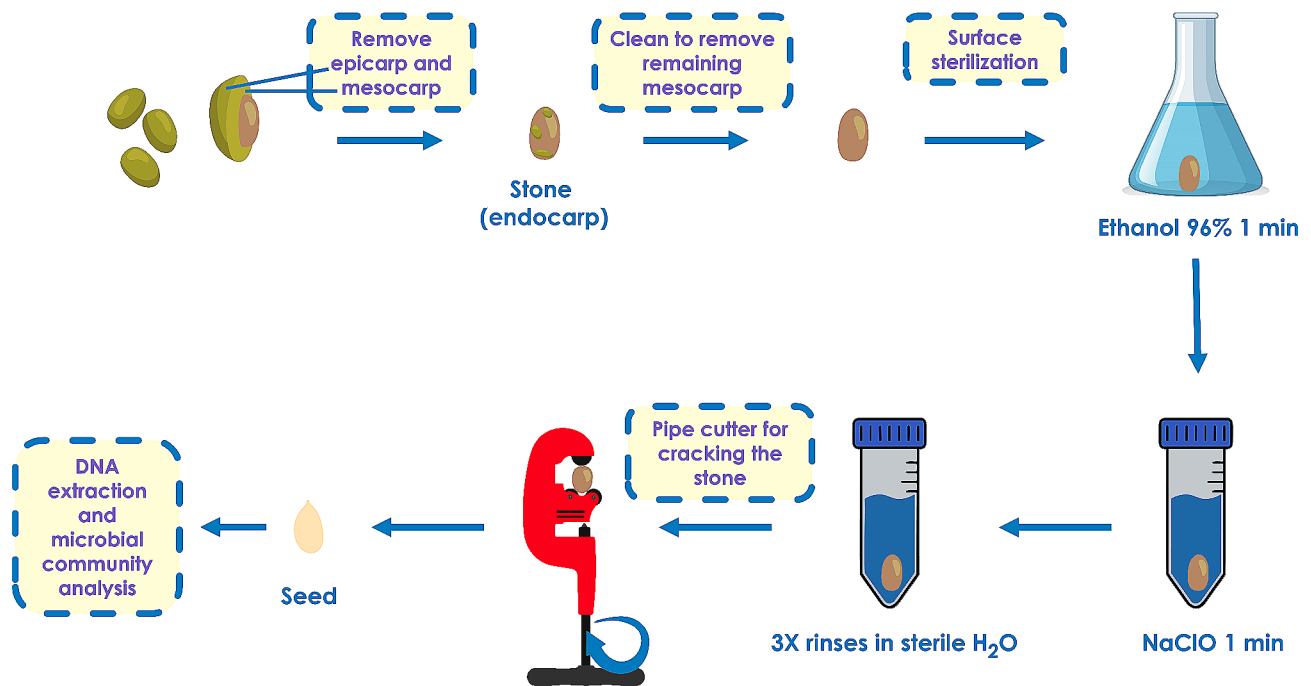 Remove
epicarp and
mesocarp
Clean to remove
remaining
mesocarp
Surface
sterilization
Stone
(endocarp)
Ethanol 96% 1 min
NaClO 1 min
3X rinses in sterile H₂O
Pipe cutter for
cracking the
stone
Seed
DNA
extraction
and
microbial
community
analysis